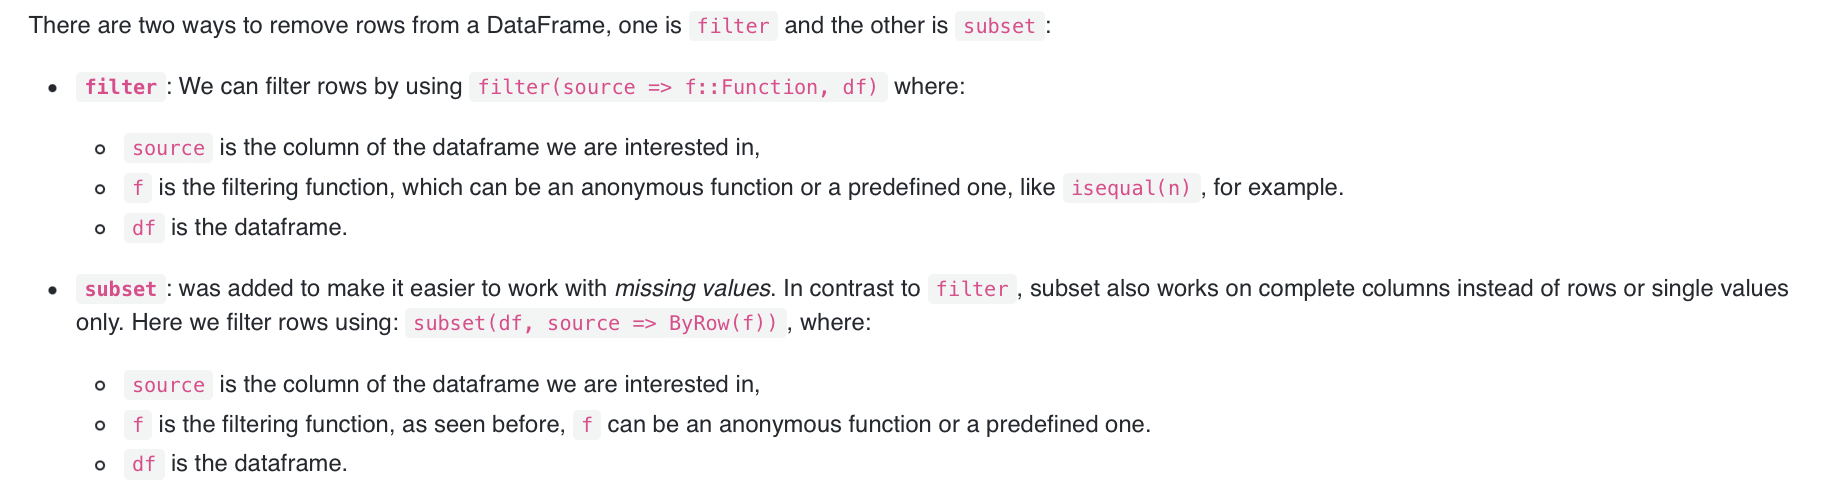 There are two ways to remove rows from a DataFrame, one is filter and the other is subset:
filter: We can filter rows by using filter(source => f::Function, df) where:
source is the column of the dataframe we are interested in,
f is the filtering function, which can be an anonymous function or a predefined one, like isequal(n), for example.
df is the dataframe.
subset: was added to make it easier to work with missing values. In contrast to filter, subset also works on complete columns instead of rows or single values
only. Here we filter rows using: subset(df, source => ByRow(f)), where:
source is the column of the dataframe we are interested in,
f is the filtering function, as seen before, f can be an anonymous function or a predefined one.
df is the dataframe.